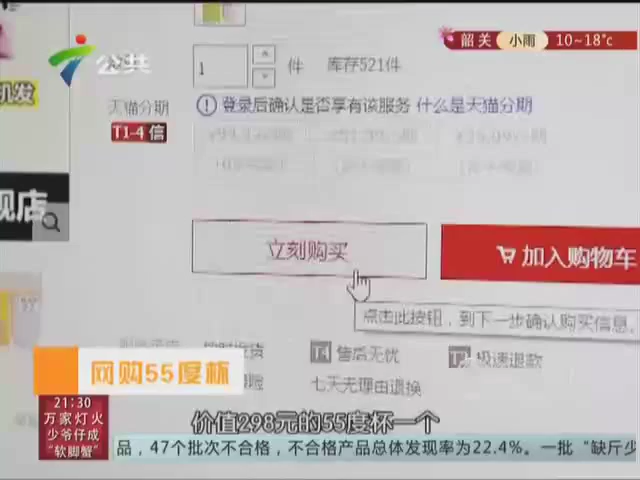 公共
韶关 小雨 10~18℃
机发
1 件 库存521件
天猫分期
登录后确认是否享有该服务 什么是天猫分期
T1-4 信
舰店
立刻购买
加入购物车
点击此按钮，到下一步确认购买信息。
售后无忧
极速退款
七天无理由退换
网购55度杯
21:30
万家灯火
少爷仔成
“软脚蟹”
价值298元的55度杯一个
品，47个批次不合格，不合格产品总体发现率为22.4%。一批“缺斤少